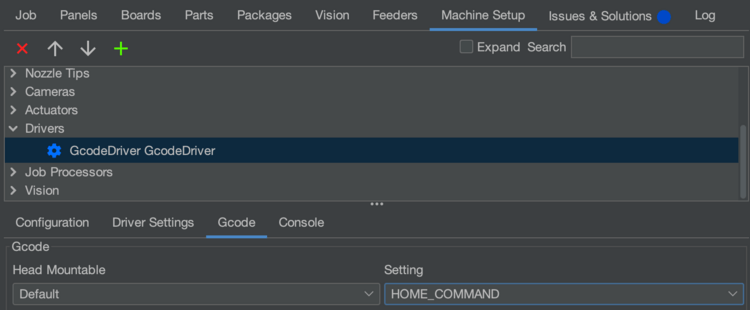 Job Panels Boards Parts Packages Vision Feeders Machine Setup Issues & Solutions Log
Expand Search
Nozzle Tips
Cameras
Actuators
Drivers
GcodeDriver GcodeDriver
Job Processors
Vision
Configuration Driver Settings Gcode Console
Gcode
Head Mountable Setting
Default HOME_COMMAND